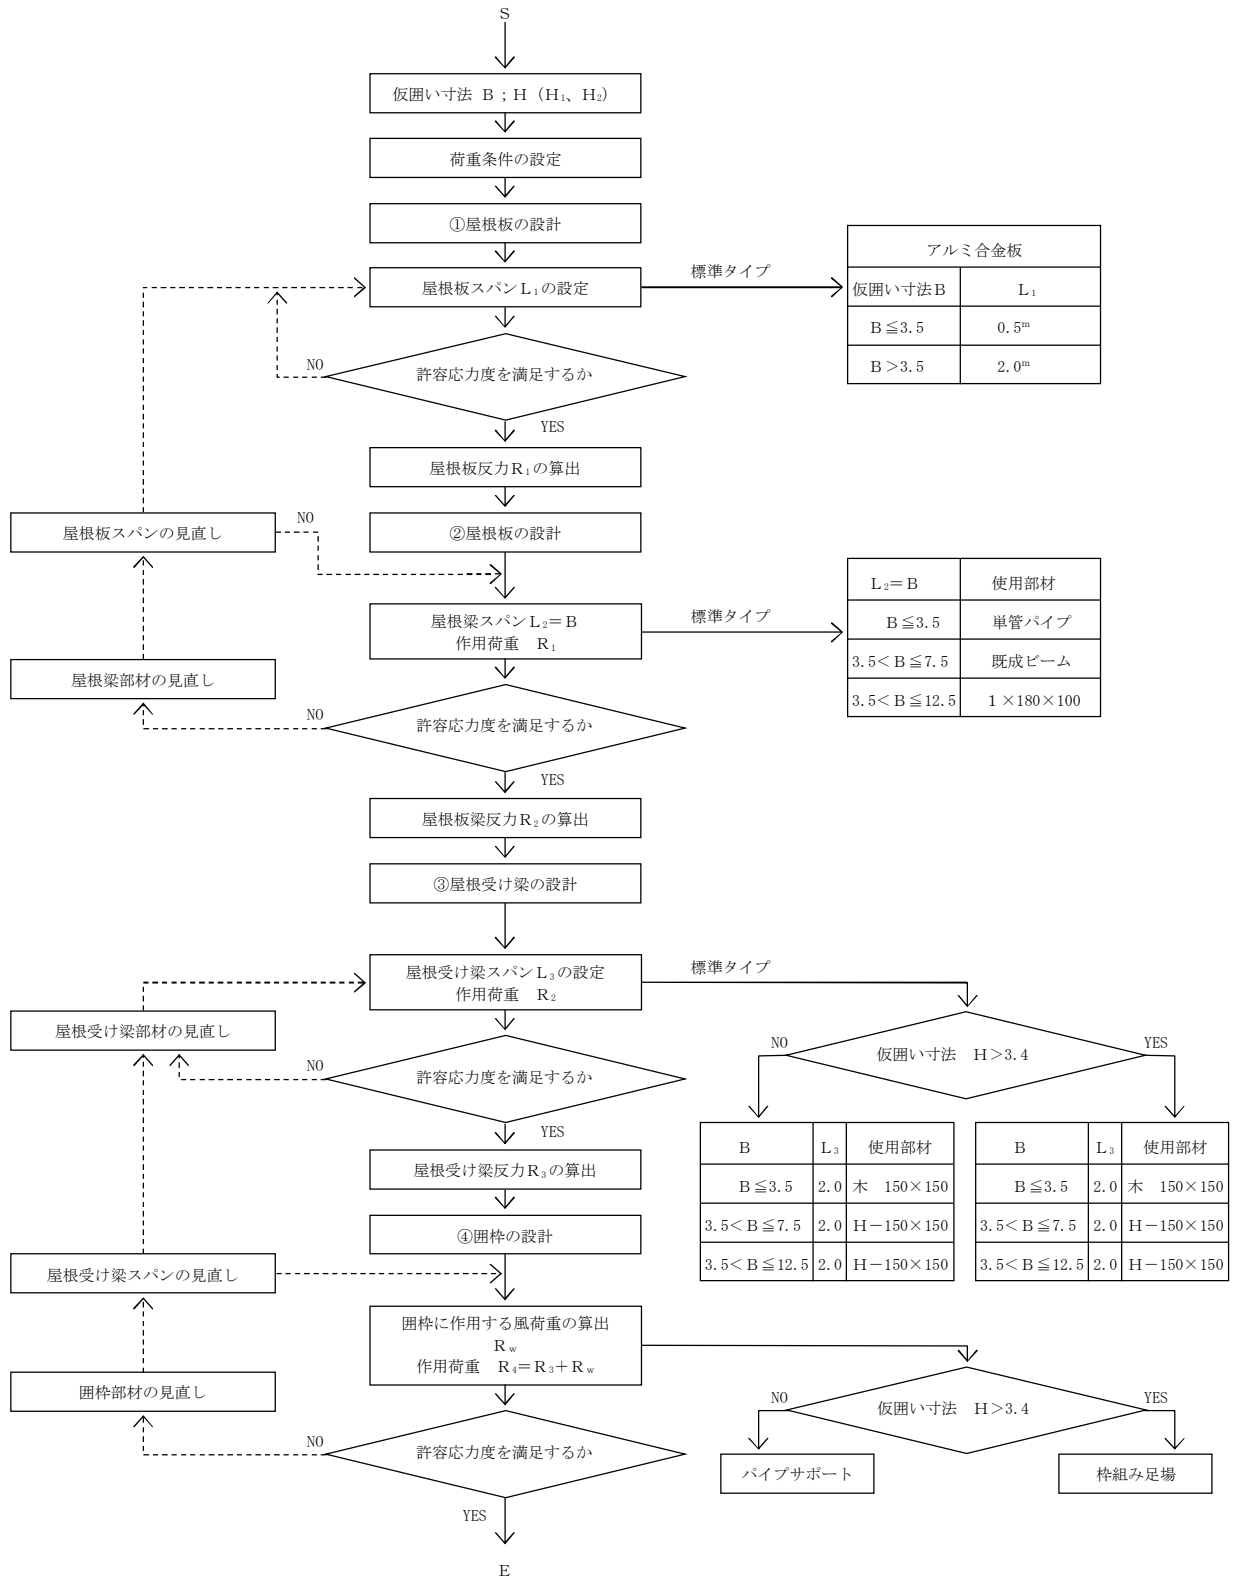 S
仮囲い寸法 B ; H (H₁、H₂)
荷重条件の設定
①屋根板の設計
屋根板スパンL₁の設定
標準タイプ
アルミ合金板
仮囲い寸法B L₁
B≦3.5 0.5ᵐ
B>3.5 2.0ᵐ
許容応力度を満足するか
NO
YES
屋根板反力R₁の算出
屋根板スパンの見直し
NO
②屋根板の設計
屋根梁スパンL₂=B
作用荷重 R₁
標準タイプ
L₂=B 使用部材
B≦3.5 単管パイプ
3.5<B≦7.5 既成ビーム
3.5<B≦12.5 1×180×100
屋根梁部材の見直し
NO
許容応力度を満足するか
YES
屋根板梁反力R₂の算出
③屋根受け梁の設計
屋根受け梁スパンL₃の設定
作用荷重 R₂
標準タイプ
屋根受け梁部材の見直し
NO
許容応力度を満足するか
YES
NO
仮囲い寸法 H>3.4
YES
B L₃ 使用部材
B≦3.5 2.0 木 150×150
3.5<B≦7.5 2.0 H-150×150
3.5<B≦12.5 2.0 H-150×150
B L₃ 使用部材
B≦3.5 2.0 木 150×150
3.5<B≦7.5 2.0 H-150×150
3.5<B≦12.5 2.0 H-150×150
屋根受け梁反力R₃の算出
④囲枠の設計
屋根受け梁スパンの見直し
囲枠に作用する風荷重の算出
Rw
作用荷重 R₄=R₃+Rw
囲枠部材の見直し
NO
許容応力度を満足するか
YES
NO
仮囲い寸法 H>3.4
YES
パイプサポート
枠組み足場
E